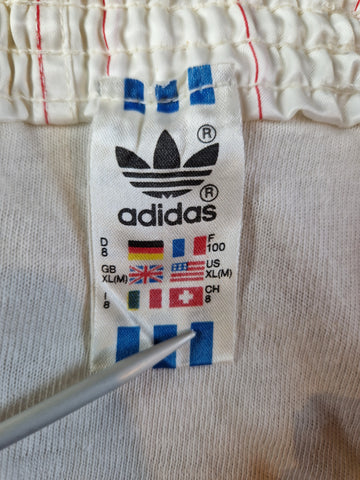 ®
®
adidas
D 8 F 100
GB XL(M) US XL(M)
I 8 CH 8